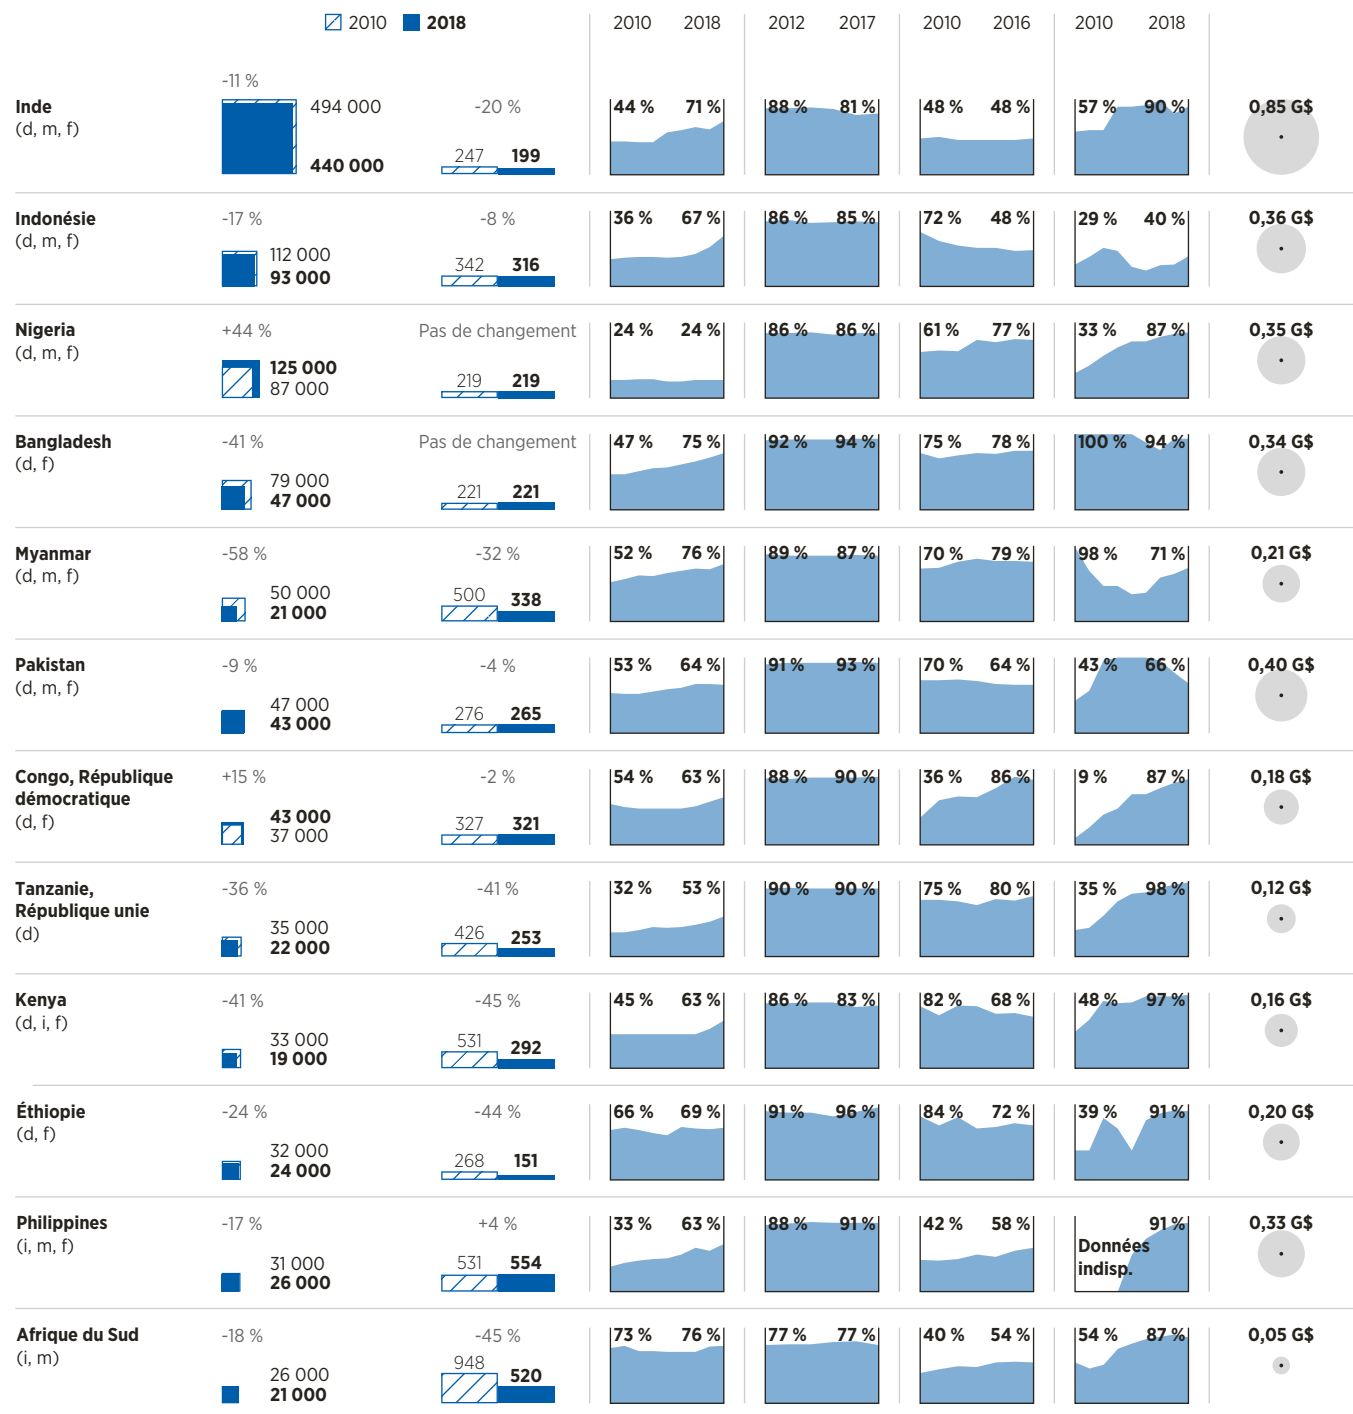 2010 2018 2010 2018 2012 2017 2010 2016 2010 2018
-11 %
Inde 494 000 -20 % 44 % 71 % 88 % 81 % 48 % 48 % 57 % 90 % 0,85 G$
(d, m, f)
440 000 247 199
Indonésie -17 % -8 % 36 % 67 % 86 % 85 % 72 % 48 % 29 % 40 % 0,36 G$
(d, m, f)
112 000 342 316
93 000
Nigeria +44 % Pas de changement 24 % 24 % 86 % 86 % 61 % 77 % 33 % 87 % 0,35 G$
(d, m, f)
125 000 219 219
87 000
Bangladesh -41 % Pas de changement 47 % 75 % 92 % 94 % 75 % 78 % 100 % 94 % 0,34 G$
(d, f)
79 000 221 221
47 000
Myanmar -58 % -32 % 52 % 76 % 89 % 87 % 70 % 79 % 98 % 71 % 0,21 G$
(d, m, f)
50 000 500 338
21 000
Pakistan -9 % -4 % 53 % 64 % 91 % 93 % 70 % 64 % 43 % 66 % 0,40 G$
(d, m, f)
47 000 276 265
43 000
Congo, République +15 % -2 % 54 % 63 % 88 % 90 % 36 % 86 % 9 % 87 % 0,18 G$
démocratique
(d, f) 43 000 327 321
37 000
Tanzanie, -36 % -41 % 32 % 53 % 90 % 90 % 75 % 80 % 35 % 98 % 0,12 G$
République unie
(d) 35 000 426 253
22 000
Kenya -41 % -45 % 45 % 63 % 86 % 83 % 82 % 68 % 48 % 97 % 0,16 G$
(d, i, f)
33 000 531 292
19 000
Éthiopie -24 % -44 % 66 % 69 % 91 % 96 % 84 % 72 % 39 % 91 % 0,20 G$
(d, f)
32 000 268 151
24 000
Philippines -17 % +4 % 33 % 63 % 88 % 91 % 42 % 58 % 91 % 0,33 G$
(i, m, f) Données
31 000 531 554 indisp.
26 000
Afrique du Sud -18 % -45 % 73 % 76 % 77 % 77 % 40 % 54 % 54 % 87 % 0,05 G$
(i, m)
26 000 948 520
21 000